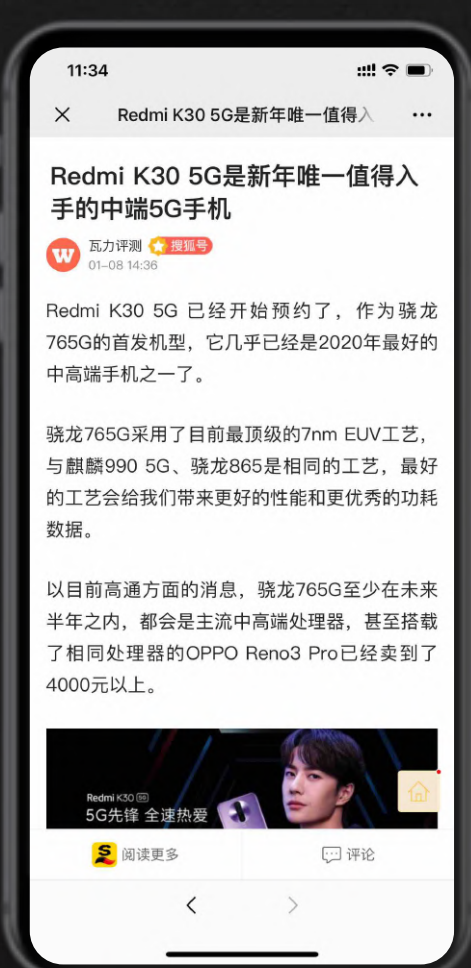 11:34
Redmi K30 5G是新年唯一值得入
Redmi K30 5G是新年唯一值得入
手的中端5G手机
W
瓦力评测 搜狐号
01-08 14:36
Redmi K30 5G 已经开始预约了，作为骁龙
765G的首发机型，它几乎已经是2020年最好的
中高端手机之一了。
骁龙765G采用了目前最顶级的7nm EUV工艺，
与麒麟990 5G、骁龙865是相同的工艺，最好
的工艺会给我们带来更好的性能和更优秀的功耗
数据。
以目前高通方面的消息，骁龙765G至少在未来
半年之内，都会是主流中高端处理器，甚至搭载
了相同处理器的OPPO Reno3 Pro已经卖到了
4000元以上。
Redmi K30 5G
5G先锋 全速热爱
阅读更多
评论